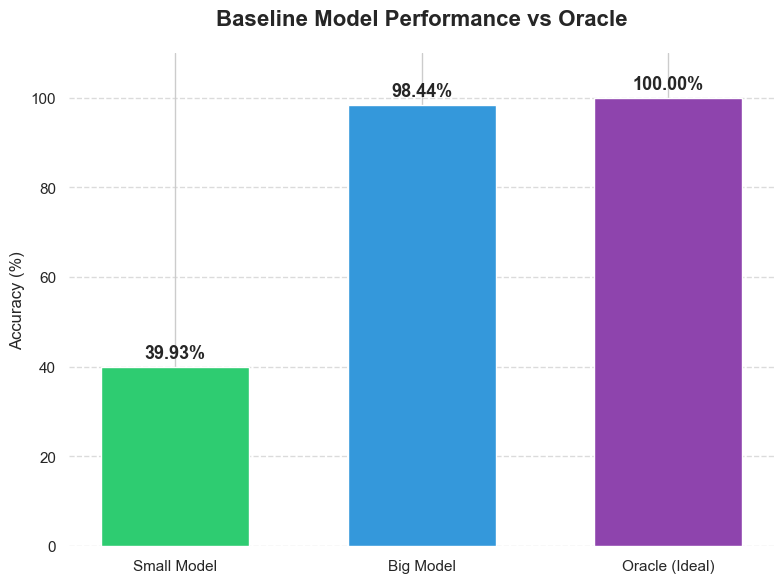 Baseline Model Performance vs Oracle
Accuracy (%)
100
80
60
40
20
0
39.93%
98.44%
100.00%
Small Model
Big Model
Oracle (Ideal)